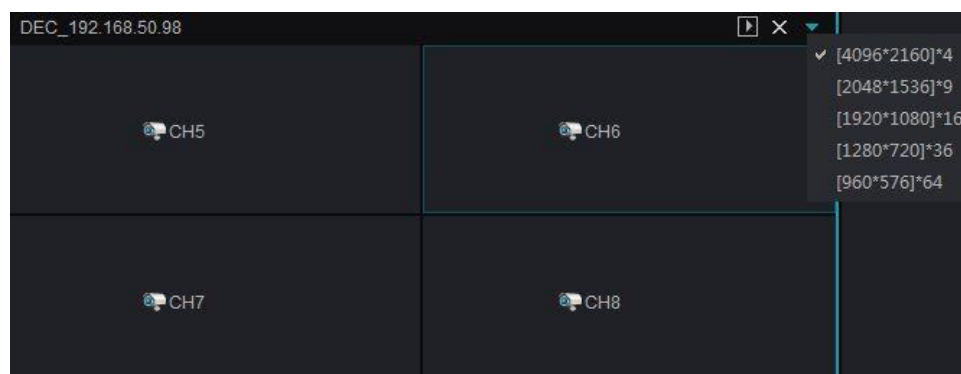 DEC_192.168.50.98
[4096*2160]*4
[2048*1536]*9
[1920*1080]*16
[1280*720]*36
[960*576]*64
CH5
CH6
CH7
CH8